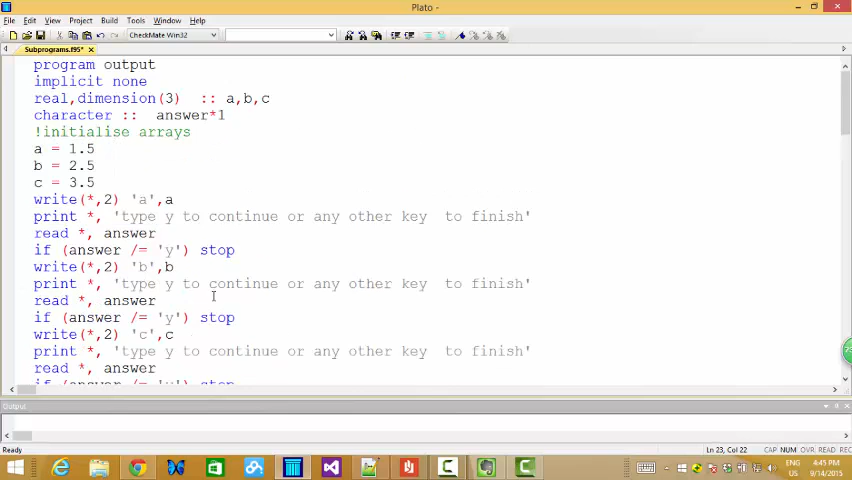 Plato -
File Edit View Project Build Tools Window Help
CheckMate Win32
Subprograms.f95*
program output
implicit none
real,dimension(3)  :: a,b,c
character ::  answer*1
!initialise arrays
a = 1.5
b = 2.5
c = 3.5
write(*,2) 'a',a
print *, 'type y to continue or any other key  to finish'
read *, answer
if (answer /= 'y') stop
write(*,2) 'b',b
print *, 'type y to continue or any other key  to finish'
read *, answer
if (answer /= 'y') stop
write(*,2) 'c',c
print *, 'type y to continue or any other key  to finish'
read *, answer
if (answer /= 'y') stop
Output
Ready
Ln 23, Col 22
CAP NUM OVR READ REC
ENG
US
4:45 PM
9/14/2015